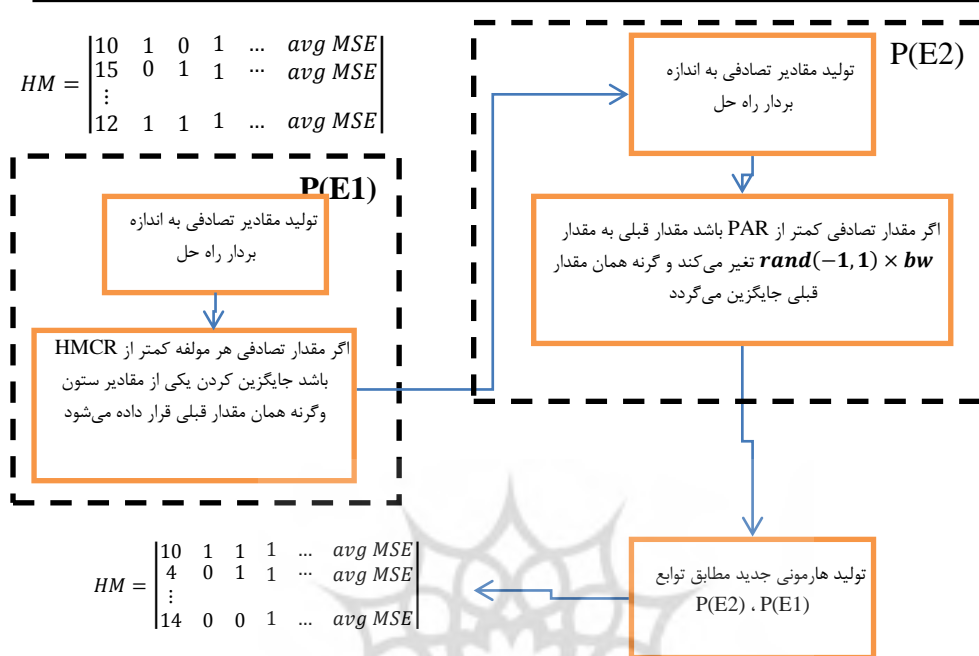 HM = |10 1 0 1 ... avg MSE|
|15 0 1 1 ... avg MSE|
⋮
|12 1 1 1 ... avg MSE|
P(E1)
تولید مقادیر تصادفی به اندازه
بردار راه حل
اگر مقدار تصادفی هر مولفه کمتر از HMCR
باشد جایگزین کردن یکی از مقادیر ستون
وگرنه همان مقدار قبلی قرار داده می‌شود
P(E2)
تولید مقادیر تصادفی به اندازه
بردار راه حل
اگر مقدار تصادفی کمتر از PAR باشد مقدار قبلی به مقدار
rand(−1,1) × bw تغیر می‌کند و گرنه همان مقدار
قبلی جایگزین می‌گردد
تولید هارمونی جدید مطابق توابع
P(E1) ، P(E2)
HM = |10 1 1 1 ... avg MSE|
|4 0 1 1 ... avg MSE|
⋮
|14 0 0 1 ... avg MSE|